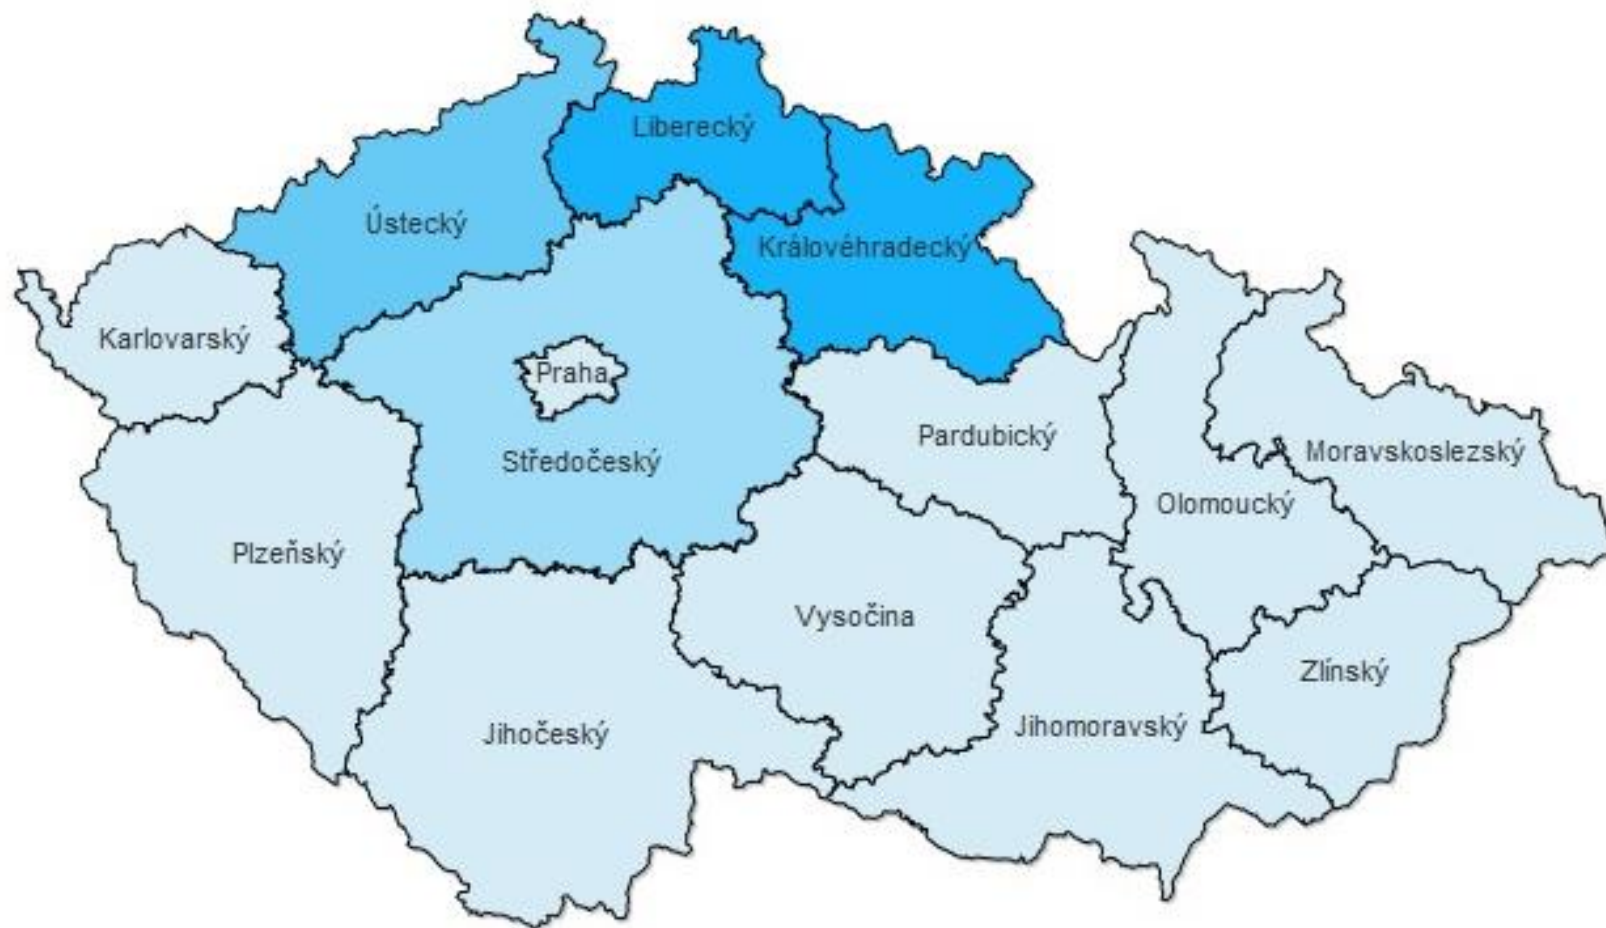 Liberecký
Ústecký
Královéhradecký
Karlovarský
Praha
Pardubický
Středočeský
Moravskoslezský
Olomoucký
Plzeňský
Vysočina
Zlínský
Jihočeský
Jihomoravský